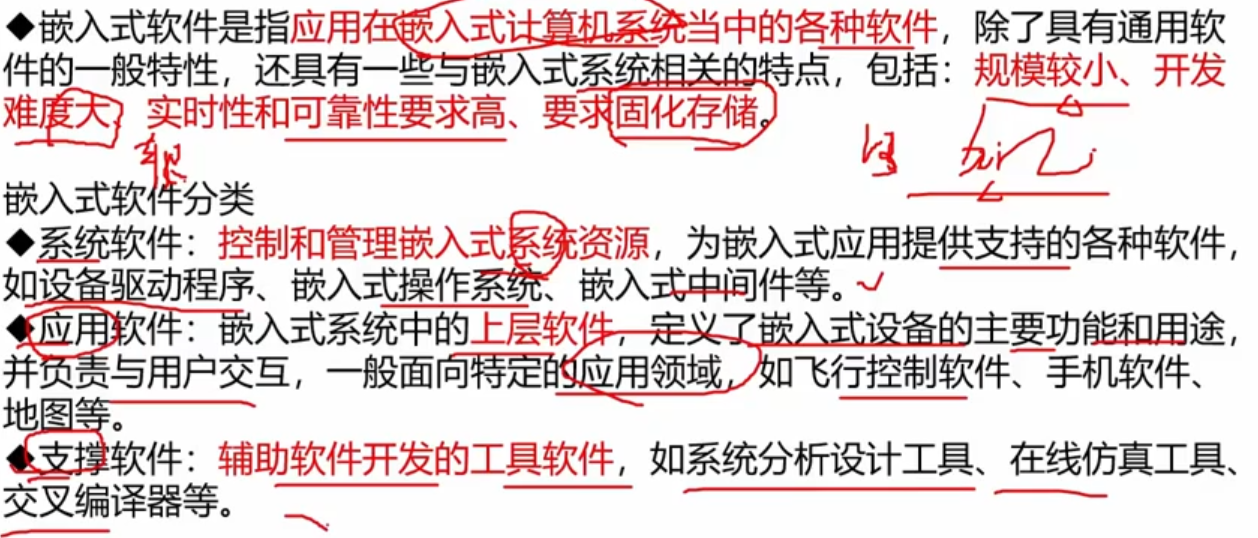 ◆嵌入式软件是指应用在嵌入式计算机系统当中的各种软件，除了具有通用软
件的一般特性，还具有一些与嵌入式系统相关的特点，包括：规模较小、开发
难度大、实时性和可靠性要求高、要求固化存储。
嵌入式软件分类
◆系统软件：控制和管理嵌入式系统资源，为嵌入式应用提供支持的各种软件，
如设备驱动程序、嵌入式操作系统、嵌入式中间件等。
◆应用软件：嵌入式系统中的上层软件，定义了嵌入式设备的主要功能和用途，
并负责与用户交互，一般面向特定的应用领域，如飞行控制软件、手机软件、
地图等。
◆支撑软件：辅助软件开发的工具软件，如系统分析设计工具、在线仿真工具、
交叉编译器等。